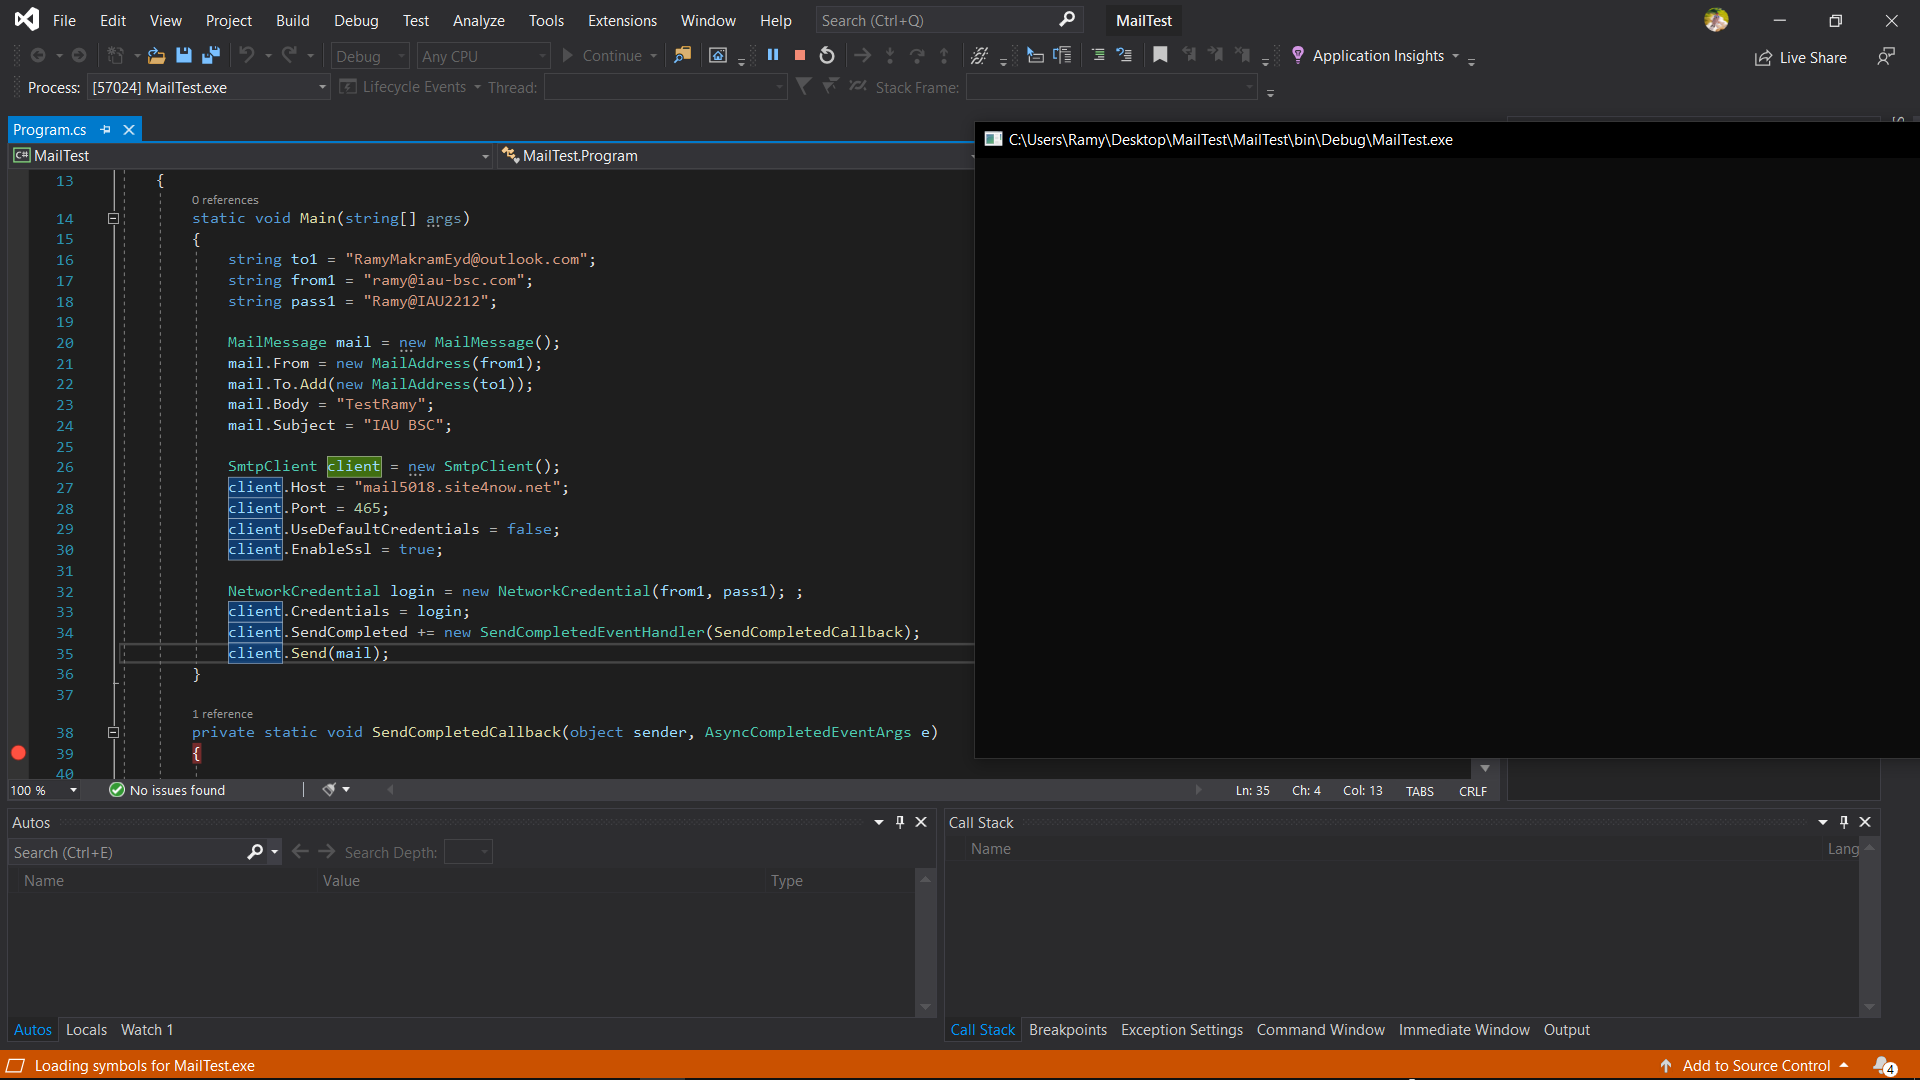 File Edit View Project Build Debug Test Analyze Tools Extensions Window Help Search (Ctrl+Q) MailTest
Debug Any CPU Continue Application Insights Live Share
Process: [57024] MailTest.exe Lifecycle Events Thread: Stack Frame:
Program.cs
C:\Users\Ramy\Desktop\MailTest\MailTest\bin\Debug\MailTest.exe
C# MailTest MailTest.Program
13 {
0 references
14 static void Main(string[] args)
15 {
16 string to1 = "RamyMakramEyd@outlook.com";
17 string from1 = "ramy@iau-bsc.com";
18 string pass1 = "Ramy@IAU2212";
19
20 MailMessage mail = new MailMessage();
21 mail.From = new MailAddress(from1);
22 mail.To.Add(new MailAddress(to1));
23 mail.Body = "TestRamy";
24 mail.Subject = "IAU BSC";
25
26 SmtpClient client = new SmtpClient();
27 client.Host = "mail5018.site4now.net";
28 client.Port = 465;
29 client.UseDefaultCredentials = false;
30 client.EnableSsl = true;
31
32 NetworkCredential login = new NetworkCredential(from1, pass1); ;
33 client.Credentials = login;
34 client.SendCompleted += new SendCompletedEventHandler(SendCompletedCallback);
35 client.Send(mail);
36 }
37
1 reference
38 private static void SendCompletedCallback(object sender, AsyncCompletedEventArgs e)
39 {
40
100 % No issues found Ln: 35 Ch: 4 Col: 13 TABS CRLF
Autos
Search (Ctrl+E) Search Depth:
Name Value Type
Autos Locals Watch 1
Call Stack
Name Lang
Call Stack Breakpoints Exception Settings Command Window Immediate Window Output
Loading symbols for MailTest.exe Add to Source Control 4